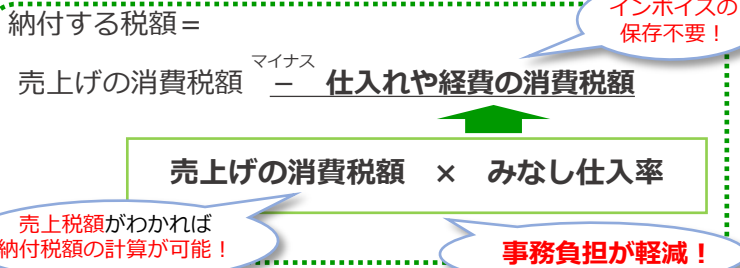 納付する税額＝
インボイスの
保存不要！
マイナス
売上げの消費税額 － 仕入れや経費の消費税額
売上げの消費税額 × みなし仕入率
売上税額がわかれば
納付税額の計算が可能！
事務負担が軽減！